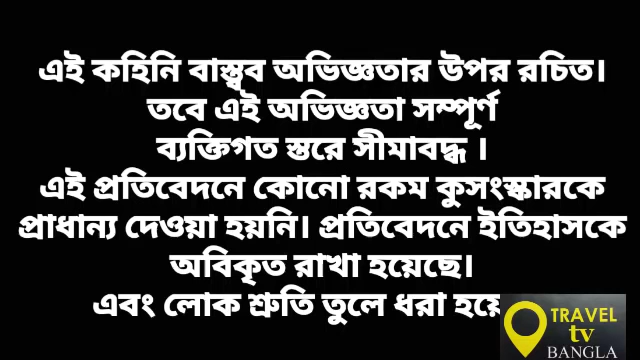 এই কহিনি বাস্ত্বব অভিজ্ঞতার উপর রচিত।
তবে এই অভিজ্ঞতা সম্পূর্ণ
ব্যক্তিগত স্তরে সীমাবদ্ধ ।
এই প্রতিবেদনে কোনো রকম কুসংস্কারকে
প্রাধান্য দেওয়া হয়নি। প্রতিবেদনে ইতিহাসকে
অবিকৃত রাখা হয়েছে।
এবং লোক শ্রুতি তুলে ধরা
TRAVEL
tv
BANGLA